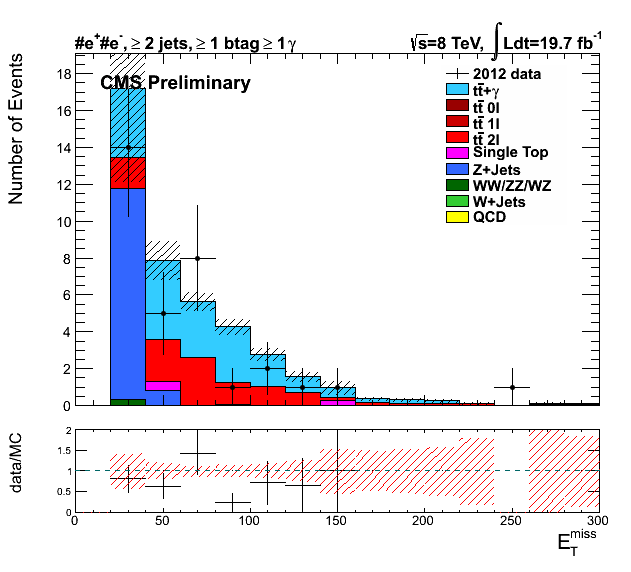 #e⁺#e⁻, ≥ 2 jets, ≥ 1 btag ≥ 1γ
√s=8 TeV, ∫Ldt=19.7 fb⁻¹
CMS Preliminary
Number of Events
18
16
14
12
10
8
6
4
2
0
2012 data
tt̄+γ
tt̄ 0l
tt̄ 1l
tt̄ 2l
Single Top
Z+Jets
WW/ZZ/WZ
W+Jets
QCD
data/MC
2
1.5
1
0.5
0
0 50 100 150 200 250 300
E_T^miss